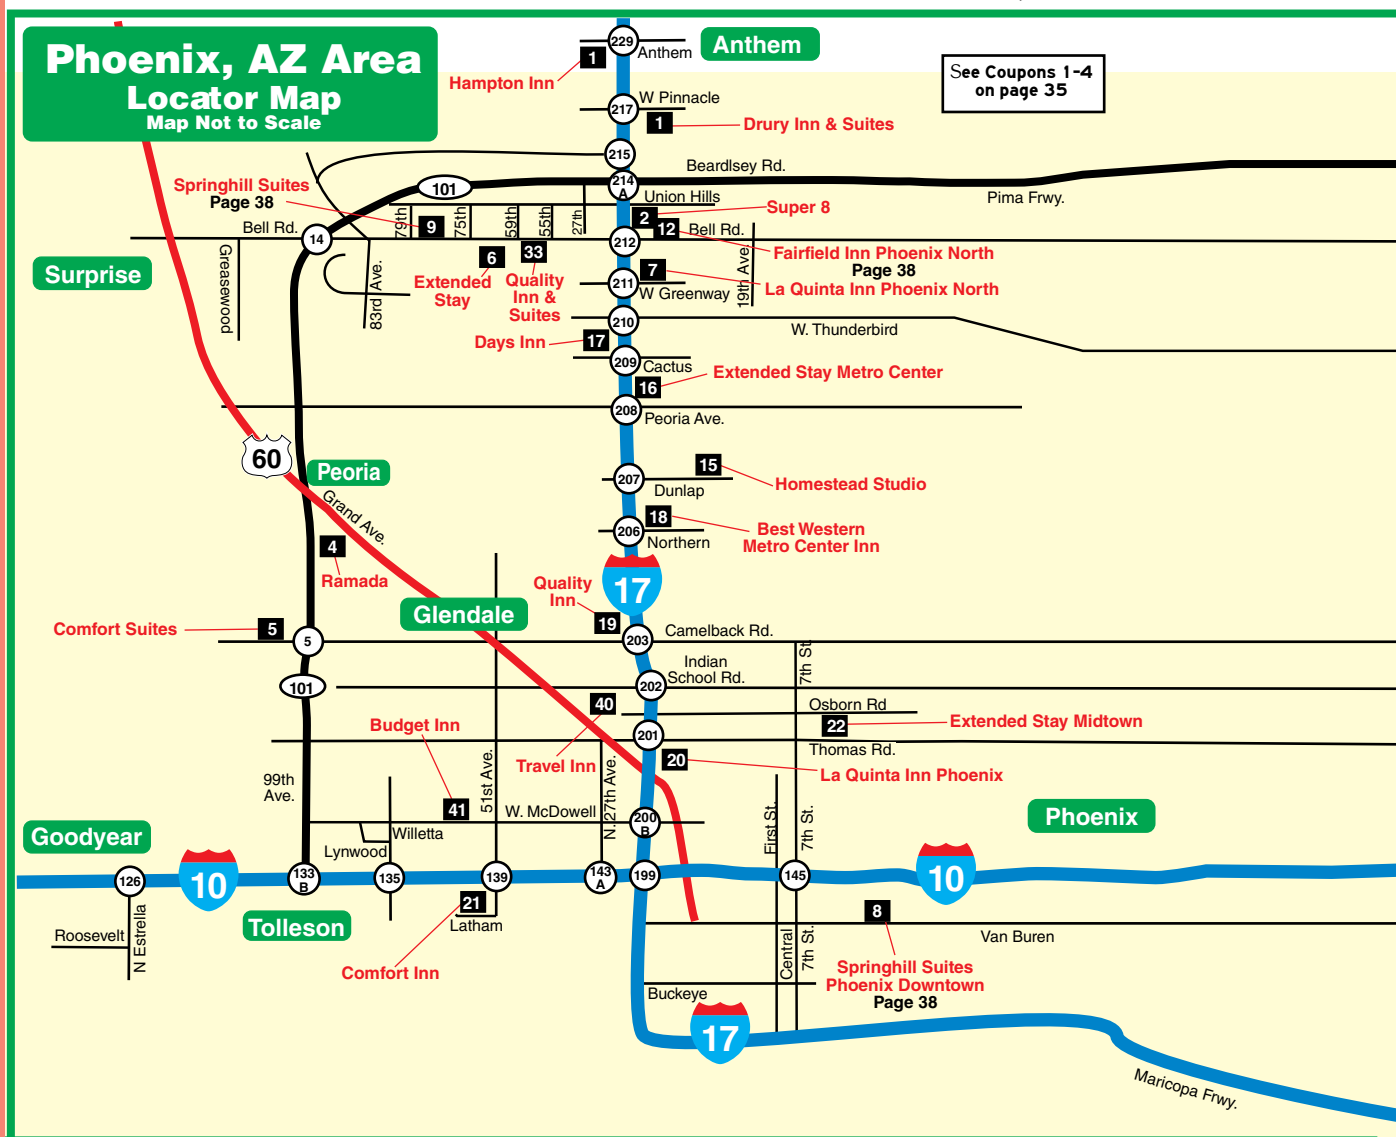 Phoenix, AZ Area
Locator Map
Map Not to Scale
229
Anthem
Anthem
1
Hampton Inn
See Coupons 1-4
on page 35
W Pinnacle
217
1
Drury Inn & Suites
215
Beardlsey Rd.
214
A
101
Union Hills
Pima Frwy.
Springhill Suites
Page 38
79th
9
75th
59th
55th
27th
2
Super 8
12
Bell Rd.
Bell Rd.
14
212
Fairfield Inn Phoenix North
Page 38
Surprise
Greasewood
83rd Ave.
6
Extended
Stay
33
Quality
Inn &
Suites
7
211
W Greenway
19th Ave.
La Quinta Inn Phoenix North
210
W. Thunderbird
Days Inn
17
209
Cactus
Extended Stay Metro Center
16
208
Peoria Ave.
60
Peoria
Grand Ave.
15
207
Dunlap
Homestead Studio
18
206
Northern
Best Western
Metro Center Inn
4
Ramada
17
Quality
Inn
19
Glendale
Comfort Suites
5
5
203
Camelback Rd.
101
Indian
School Rd.
202
7th St.
40
Osborn Rd
22
Extended Stay Midtown
Budget Inn
201
Thomas Rd.
Travel Inn
20
La Quinta Inn Phoenix
99th
Ave.
51st Ave.
N.27th Ave.
41
W. McDowell
200
B
First St.
7th St.
Phoenix
Goodyear
Willetta
Lynwood
126
10
133
B
135
139
143
A
199
145
10
Tolleson
21
Latham
8
Roosevelt
N Estrella
Van Buren
Central
7th St.
Comfort Inn
Springhill Suites
Phoenix Downtown
Page 38
Buckeye
17
Maricopa Frwy.